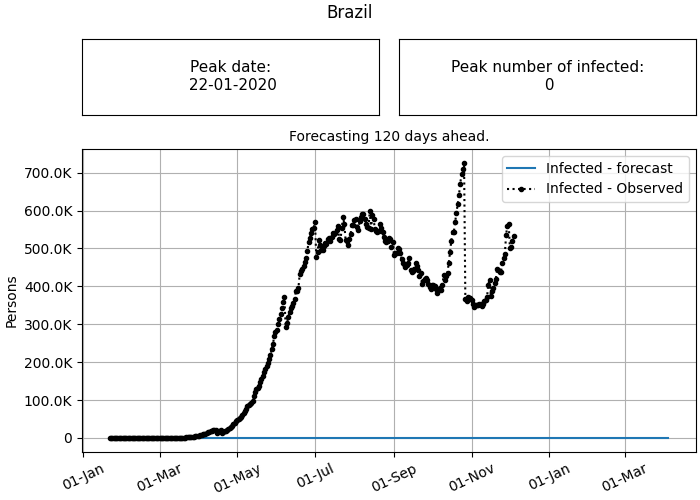 Brazil
Peak date:
22-01-2020
Peak number of infected:
0
Forecasting 120 days ahead.
Infected - forecast
Infected - Observed
700.0K
600.0K
500.0K
400.0K
300.0K
200.0K
100.0K
0
Persons
01-Jan
01-Mar
01-May
01-Jul
01-Sep
01-Nov
01-Jan
01-Mar